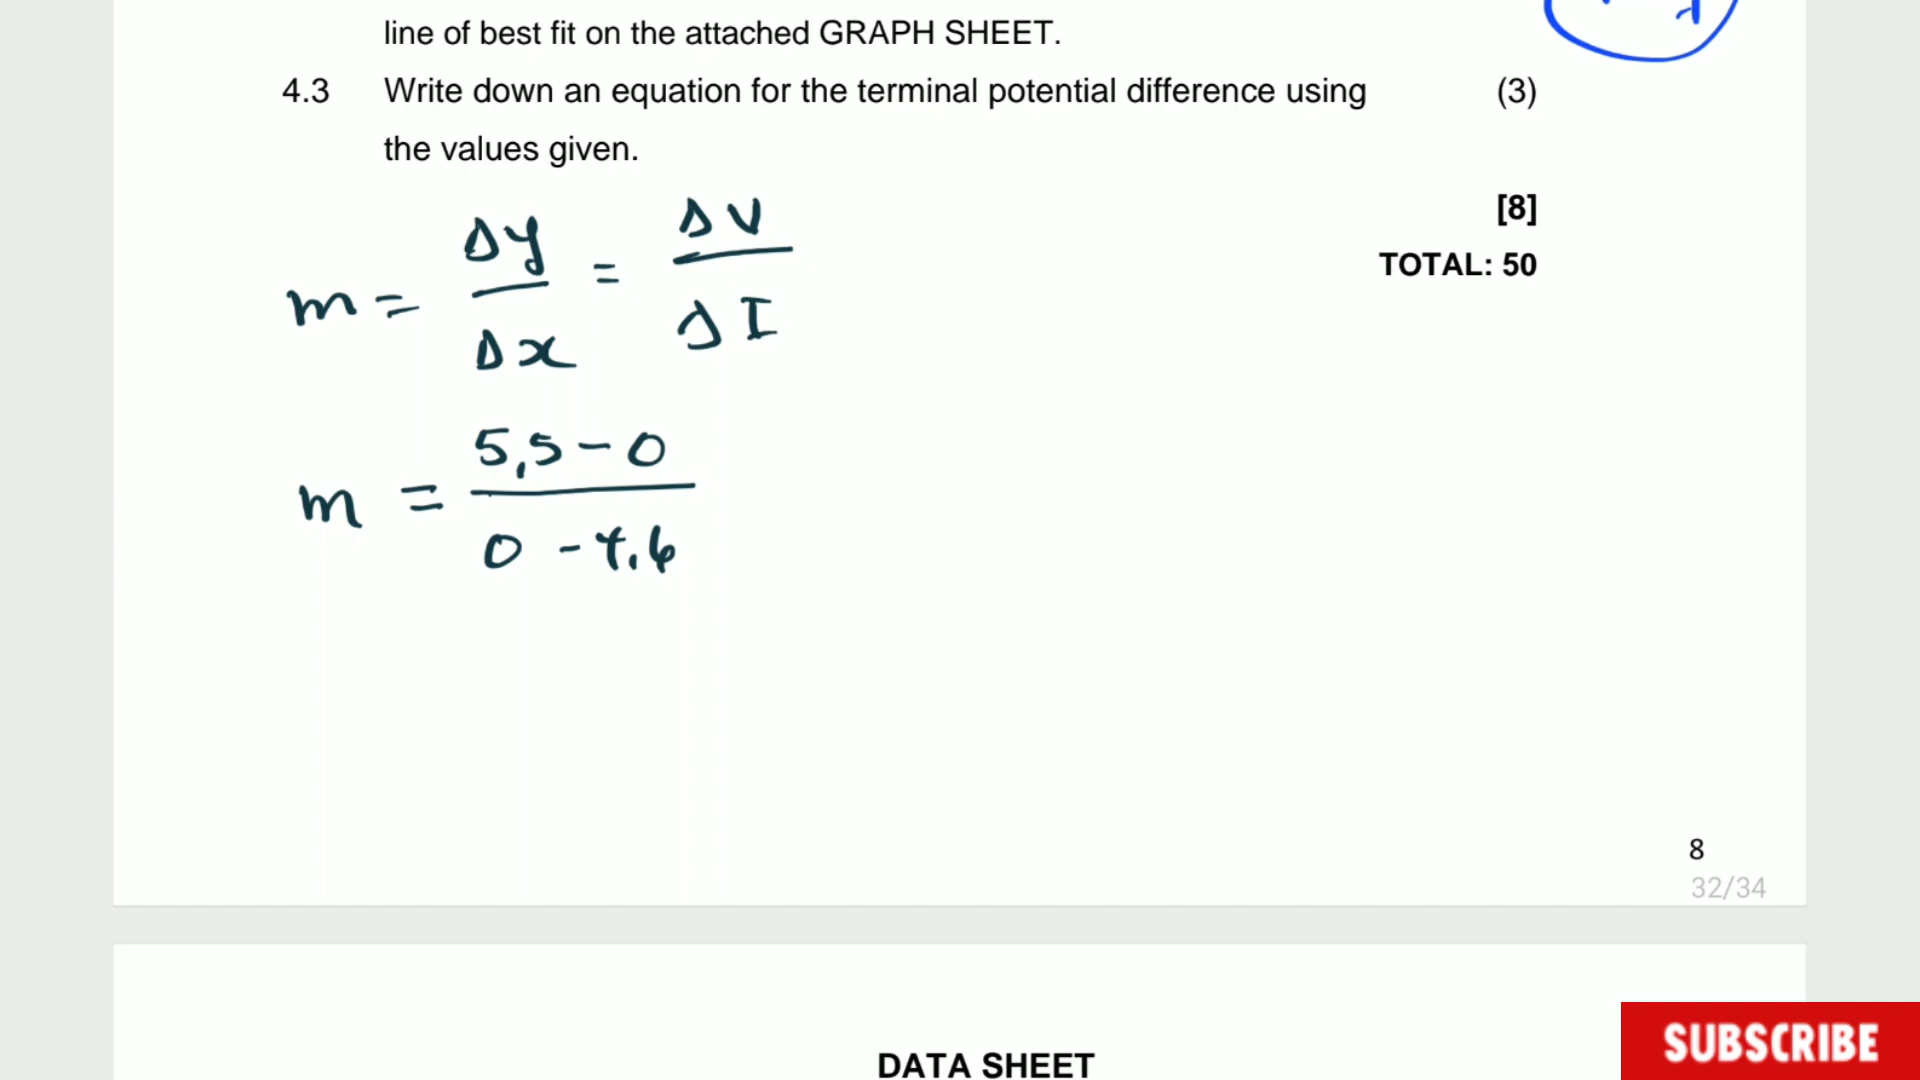 line of best fit on the attached GRAPH SHEET.
4.3 Write down an equation for the terminal potential difference using (3)
the values given.
[8]
TOTAL: 50
m = Δy/Δx = ΔV/ΔI
m = 5,5 - 0 / 0 - 4.6
8
32/34
DATA SHEET
SUBSCRIBE